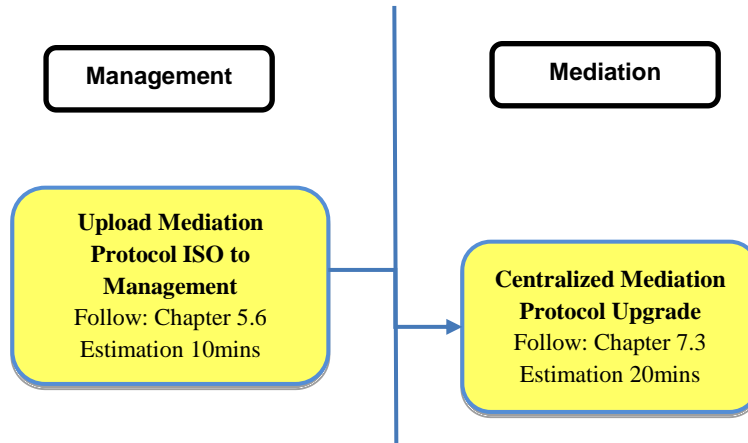 Management
Mediation
Upload Mediation
Protocol ISO to
Management
Follow: Chapter 5.6
Estimation 10mins
Centralized Mediation
Protocol Upgrade
Follow: Chapter 7.3
Estimation 20mins